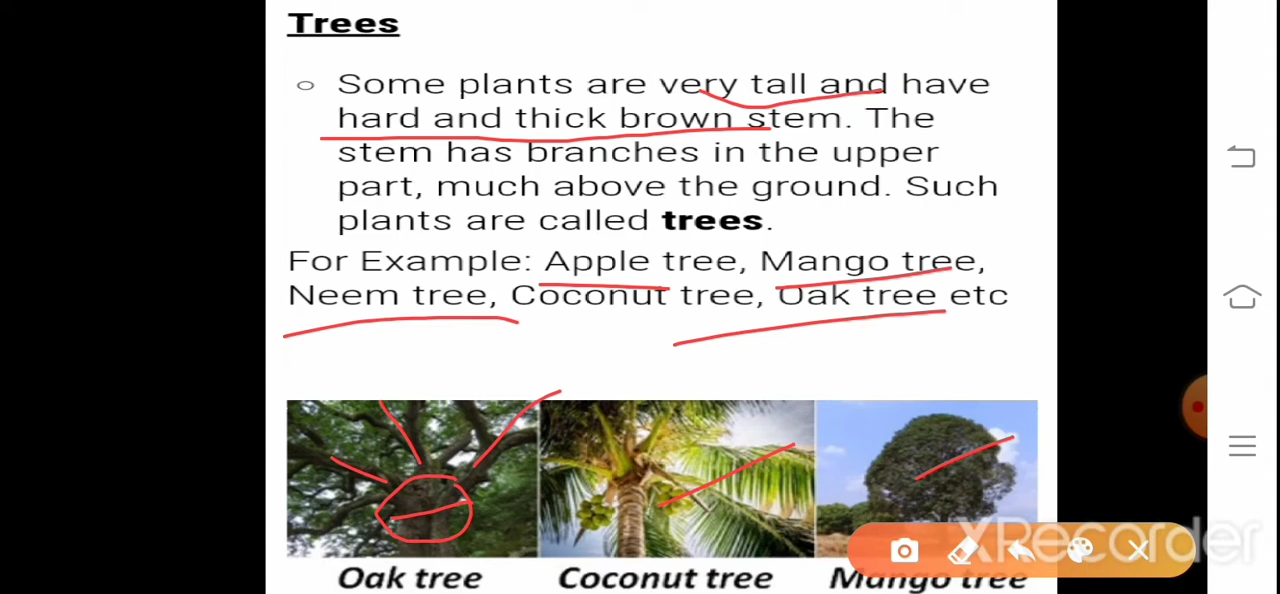 Trees
Some plants are very tall and have
hard and thick brown stem. The
stem has branches in the upper
part, much above the ground. Such
plants are called trees.
For Example: Apple tree, Mango tree,
Neem tree, Coconut tree, Oak tree etc
XRecorder
Oak tree Coconut tree Mango tree